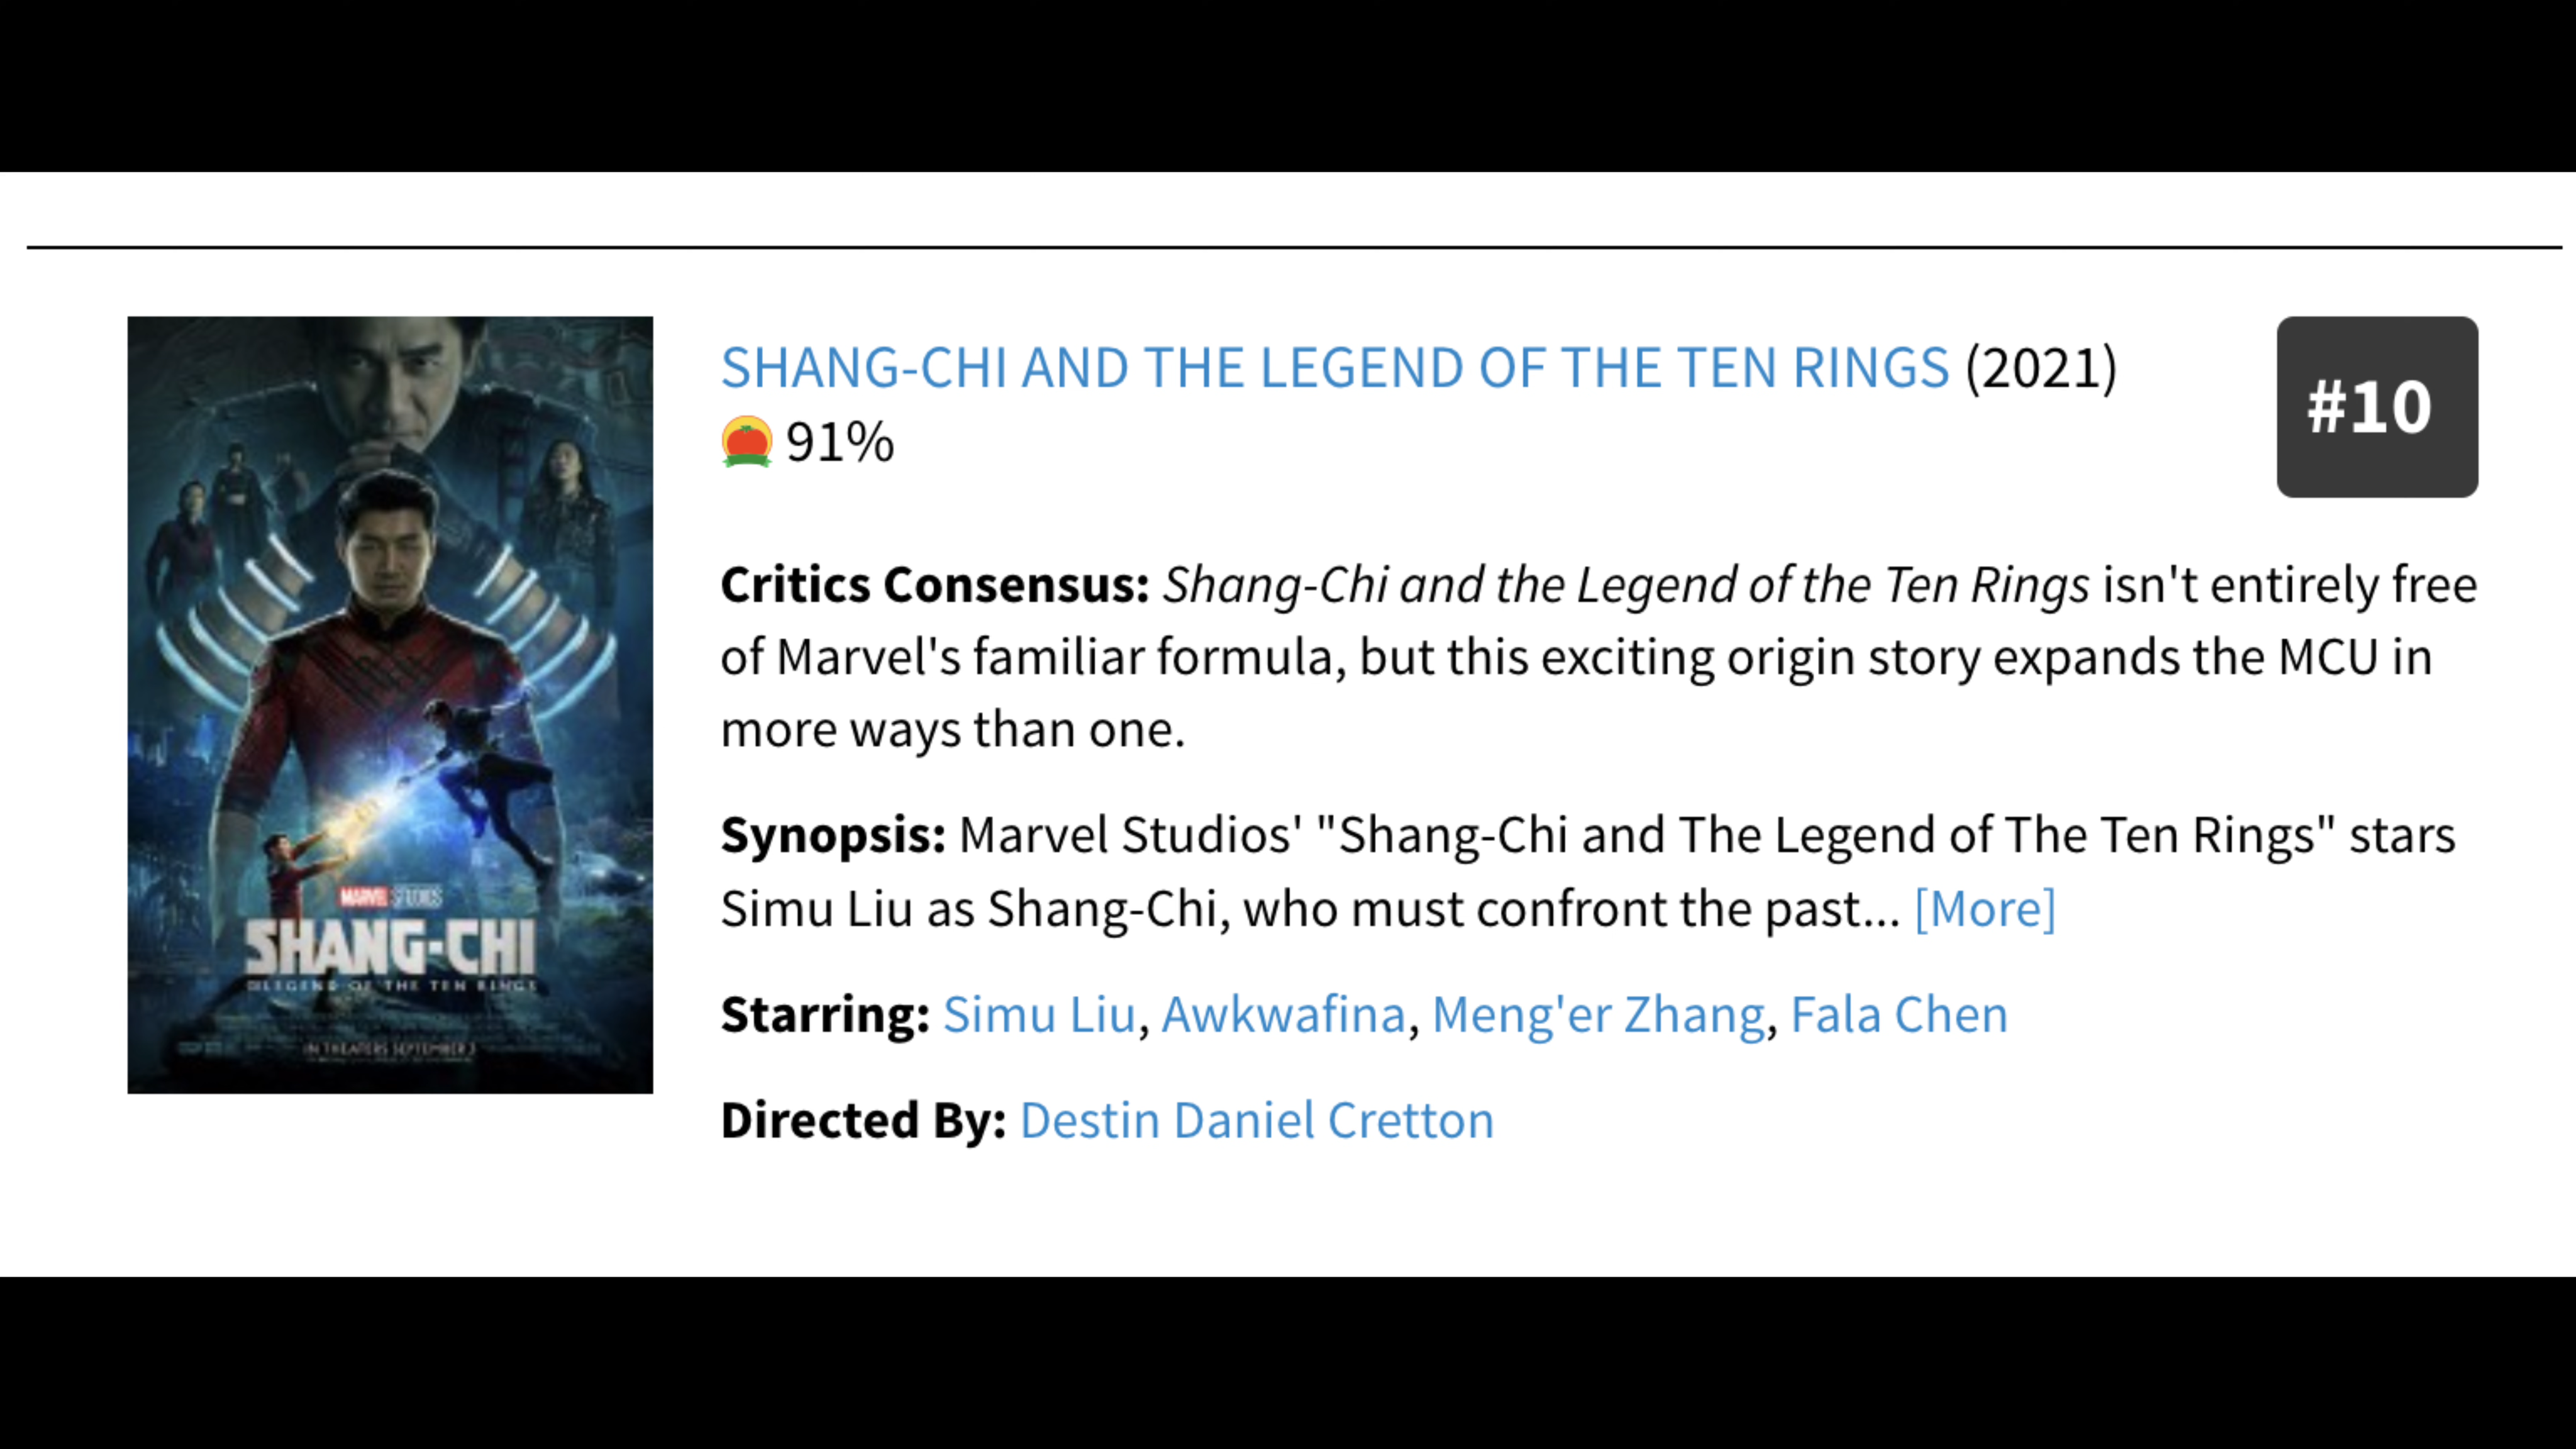 SHANG-CHI AND THE LEGEND OF THE TEN RINGS (2021)
91%
#10
Critics Consensus: Shang-Chi and the Legend of the Ten Rings isn't entirely free
of Marvel's familiar formula, but this exciting origin story expands the MCU in
more ways than one.
Synopsis: Marvel Studios' "Shang-Chi and The Legend of The Ten Rings" stars
Simu Liu as Shang-Chi, who must confront the past... [More]
Starring: Simu Liu, Awkwafina, Meng'er Zhang, Fala Chen
Directed By: Destin Daniel Cretton
MARVEL STUDIOS
SHANG-CHI
LEGEND OF THE TEN RINGS
IN THEATERS SEPTEMBER 3